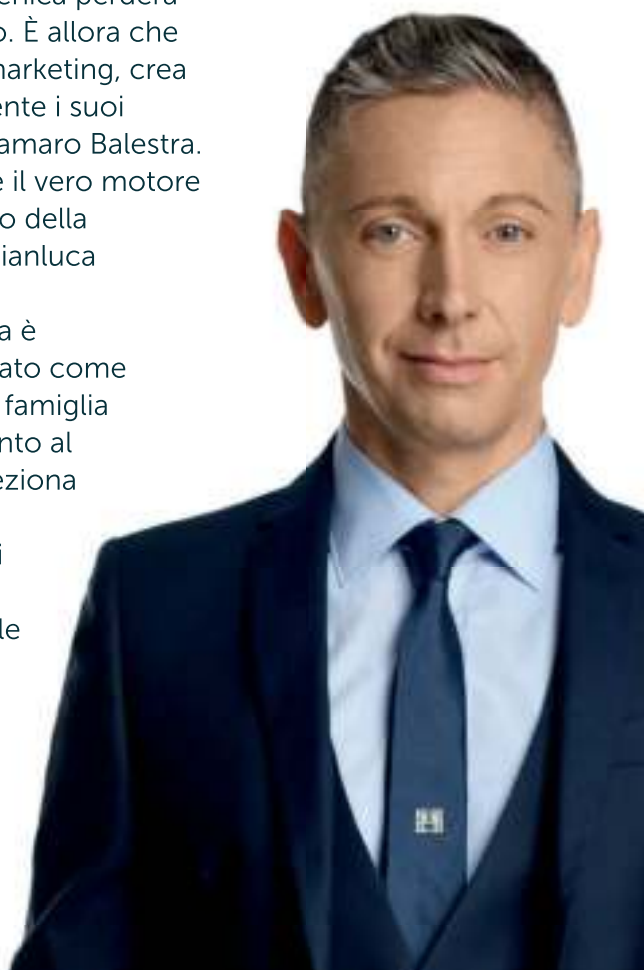 o. È allora che
marketing, crea
ente i suoi
amaro Balestra.
e il vero motore
o della
ianluca
a è
ato come
famiglia
nto al
eziona
i
le